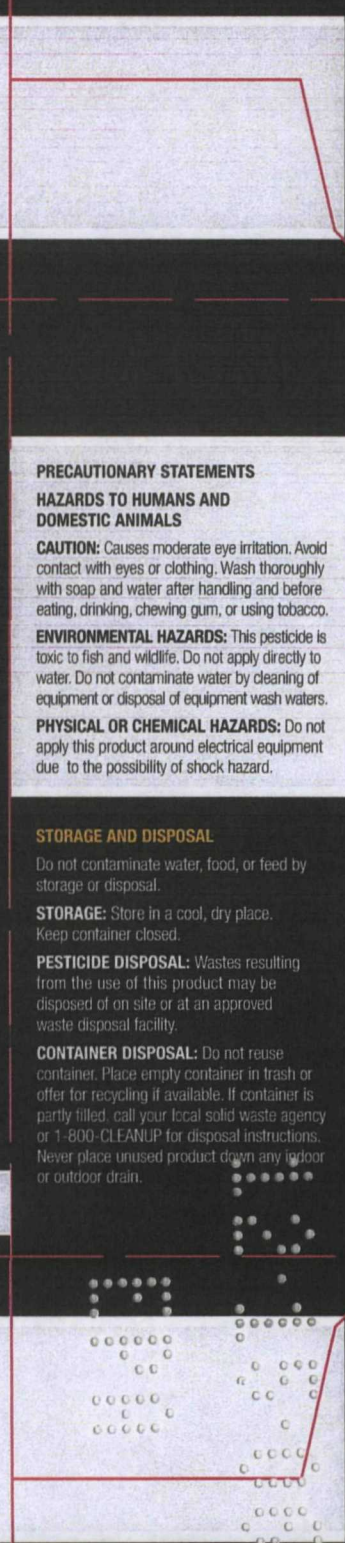 PRECAUTIONARY STATEMENTS
HAZARDS TO HUMANS AND
DOMESTIC ANIMALS
CAUTION: Causes moderate eye irritation. Avoid
contact with eyes or clothing. Wash thoroughly
with soap and water after handling and before
eating, drinking, chewing gum, or using tobacco.
ENVIRONMENTAL HAZARDS: This pesticide is
toxic to fish and wildlife. Do not apply directly to
water. Do not contaminate water by cleaning of
equipment or disposal of equipment wash waters.
PHYSICAL OR CHEMICAL HAZARDS: Do not
apply this product around electrical equipment
due to the possibility of shock hazard.
STORAGE AND DISPOSAL
Do not contaminate water, food, or feed by
storage or disposal.
STORAGE: Store in a cool, dry place.
Keep container closed.
PESTICIDE DISPOSAL: Wastes resulting
from the use of this product may be
disposed of on site or at an approved
waste disposal facility.
CONTAINER DISPOSAL: Do not reuse
container. Place empty container in trash or
offer for recycling if available. If container is
partly filled, call your local solid waste agency
or 1-800-CLEANUP for disposal instructions.
Never place unused product down any indoor
or outdoor drain.